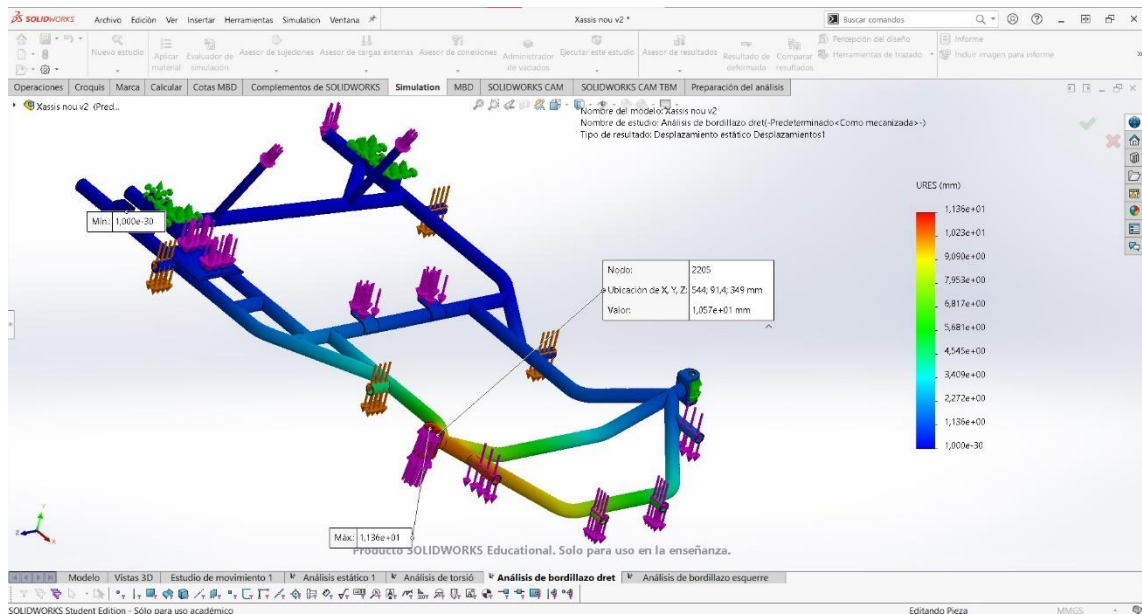 SOLIDWORKS Archivo Edición Ver Insertar Herramientas Simulation Ventana
Xassis nou v2 *
Buscar comandos
Nuevo estudio
Aplicar material
Evaluador de simulación
Asesor de sujeciones
Asesor de cargas externas
Asesor de conexiones
Administrador de vaciados
Ejecutar este estudio
Asesor de resultados
Resultado de deformada
Comparar resultados
Percepción del diseño
Herramientas de trazado
Informe
Incluir imagen para informe
Operaciones Croquis Marca Calcular Cotas MBD Complementos de SOLIDWORKS Simulation MBD SOLIDWORKS CAM SOLIDWORKS CAM TBM Preparación del análisis
Xassis nou v2 (Pred...
Nombre del modelo: Xassis nou v2
Nombre de estudio: Análisis de bordillazo dret(-Predeterminado<Como mecanizada>-)
Tipo de resultado: Desplazamiento estático Desplazamientos1
URES (mm)
1,136e+01
1,023e+01
9,090e+00
7,953e+00
6,817e+00
5,681e+00
4,545e+00
3,409e+00
2,272e+00
1,136e+00
1,000e-30
Mín.: 1,000e-30
Nodo: 2205
Ubicación de X, Y, Z: 544; 91,4; 349 mm
Valor: 1,057e+01 mm
Máx.: 1,136e+01
Producto SOLIDWORKS Educational. Solo para uso en la enseñanza.
Modelo Vistas 3D Estudio de movimiento 1 Análisis estático 1 Análisis de torsió Análisis de bordillazo dret Análisis de bordillazo esquerre
SOLIDWORKS Student Edition - Sólo para uso académico
Editando Pieza
MMGS